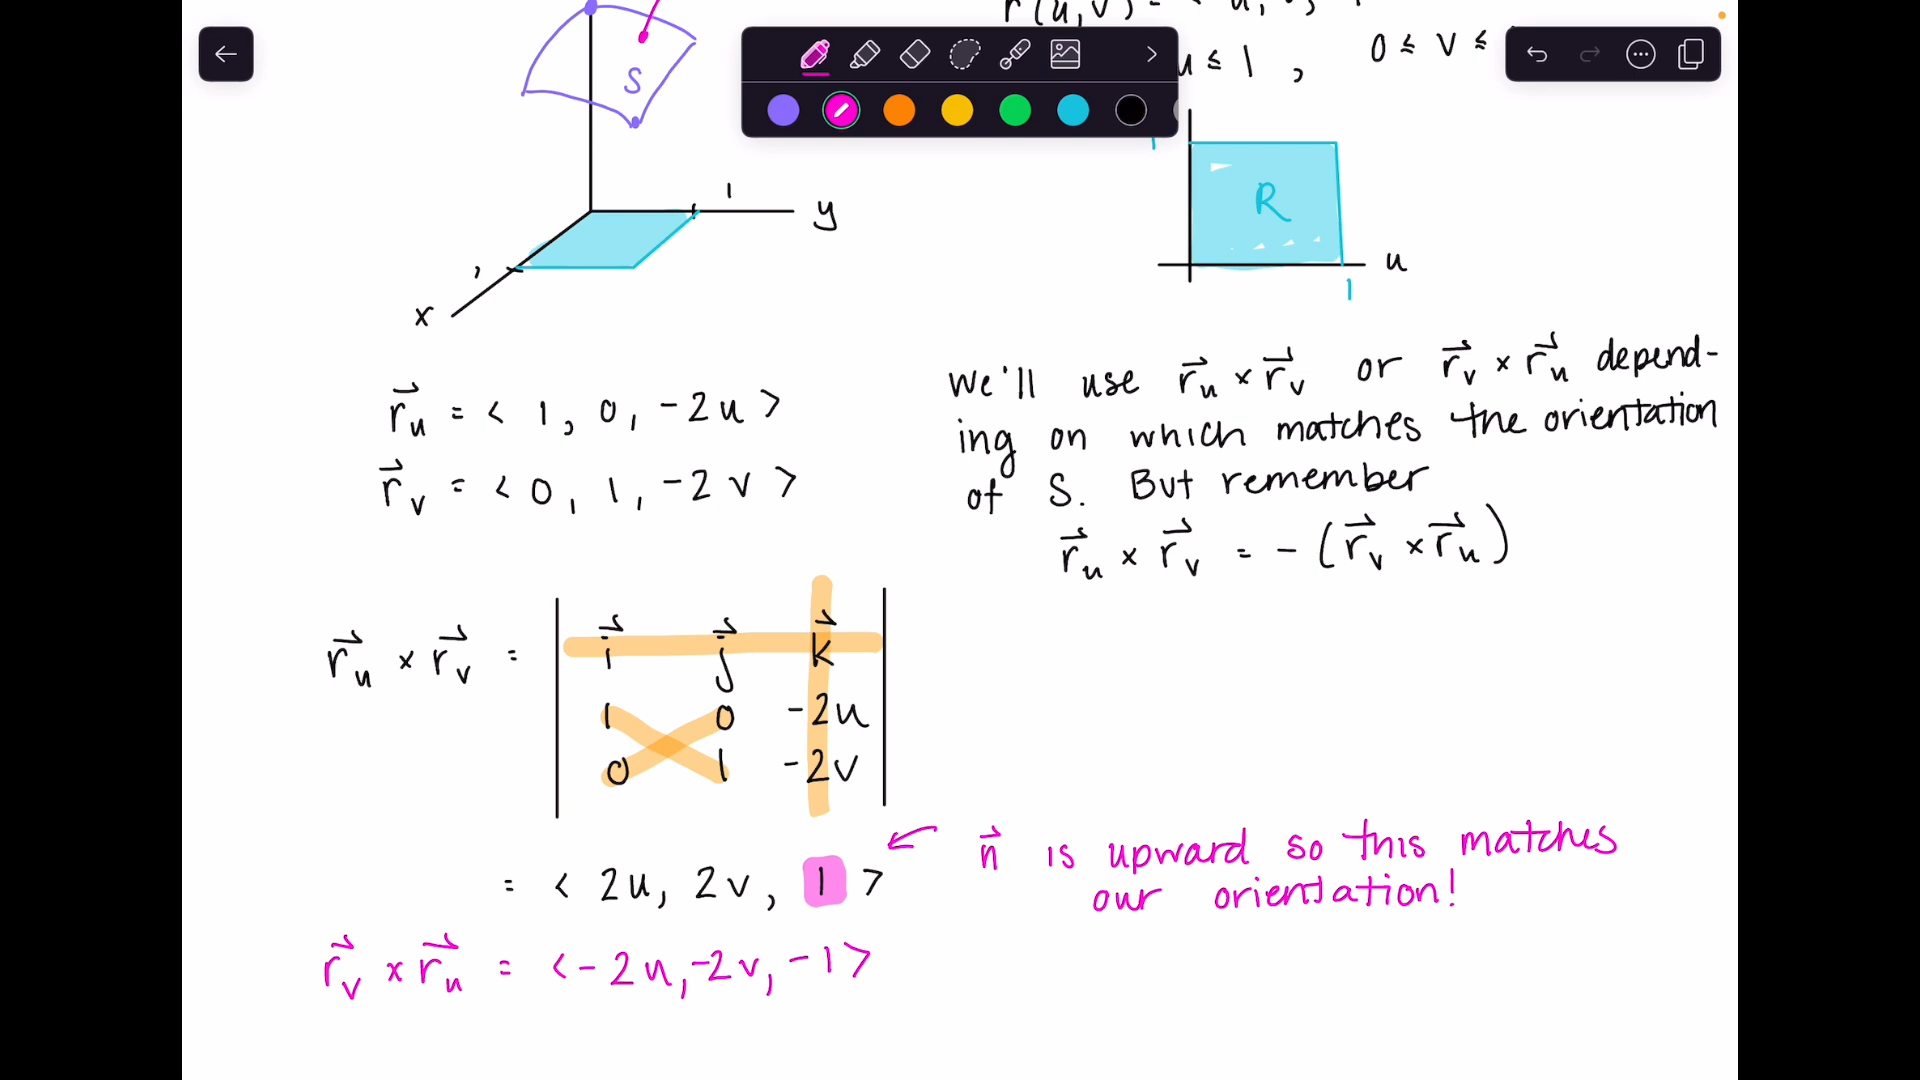 r(u,v) = < u,
u ≤ 1 , 0 ≤ v ≤
S
1
y
x
R
u
1
r⃗u = < 1, 0, -2u >
r⃗v = < 0, 1, -2v >
We'll use r⃗u × r⃗v or r⃗v × r⃗u depend-
ing on which matches the orientation
of S. But remember
r⃗u × r⃗v = - (r⃗v × r⃗u)
r⃗u × r⃗v = | i⃗ j⃗ k⃗ |
1 0 -2u
0 1 -2v
= < 2u, 2v, 1 >
n⃗ is upward so this matches
our orientation!
r⃗v × r⃗u = < -2u, -2v, -1 >